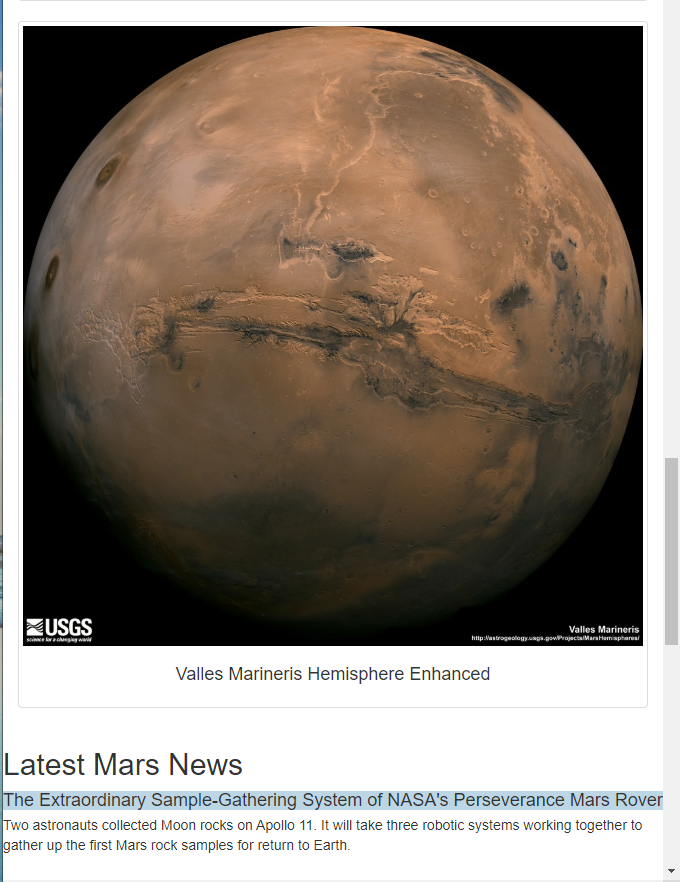 USGS
science for a changing world
Valles Marineris
http://astrogeology.usgs.gov/Projects/MarsHemispheres/
Valles Marineris Hemisphere Enhanced
Latest Mars News
The Extraordinary Sample-Gathering System of NASA's Perseverance Mars Rover
Two astronauts collected Moon rocks on Apollo 11. It will take three robotic systems working together to
gather up the first Mars rock samples for return to Earth.